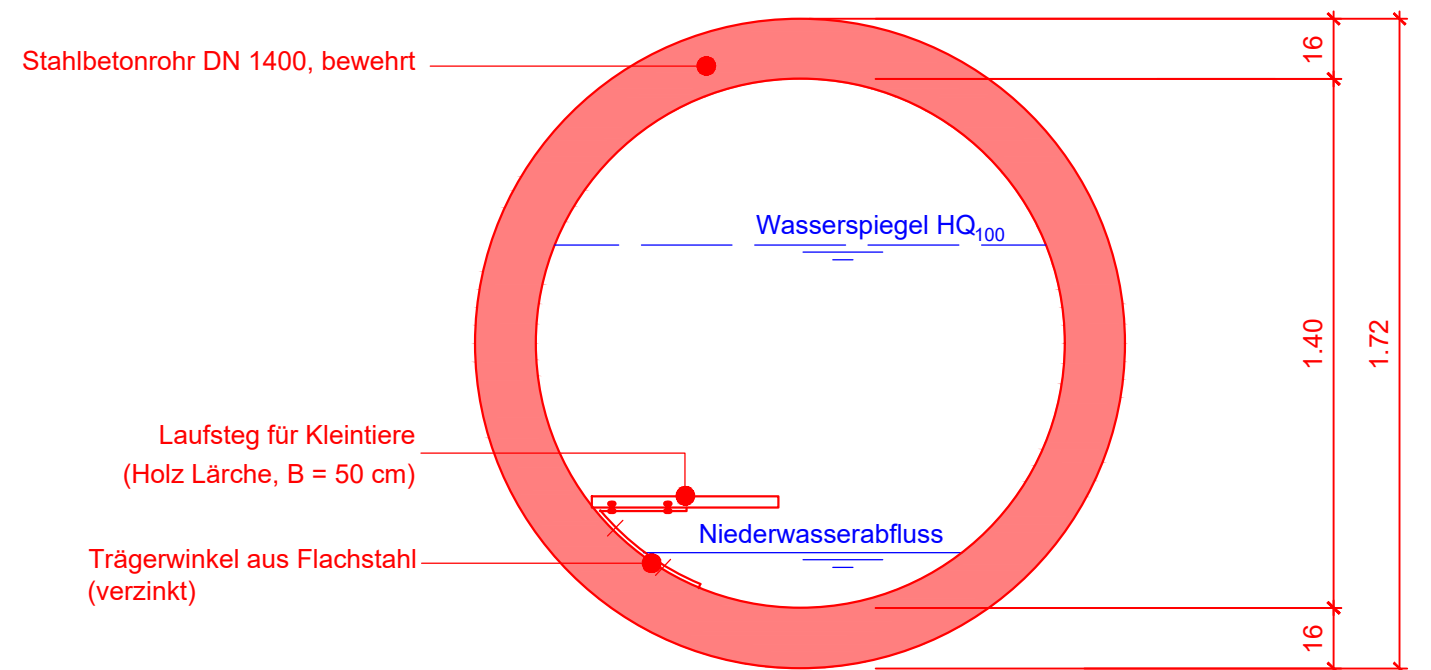 Stahlbetonrohr DN 1400, bewehrt
16
Wasserspiegel HQ100
1.40
1.72
Laufsteg für Kleintiere
(Holz Lärche, B = 50 cm)
Niederwasserabfluss
Trägerwinkel aus Flachstahl
(verzinkt)
16